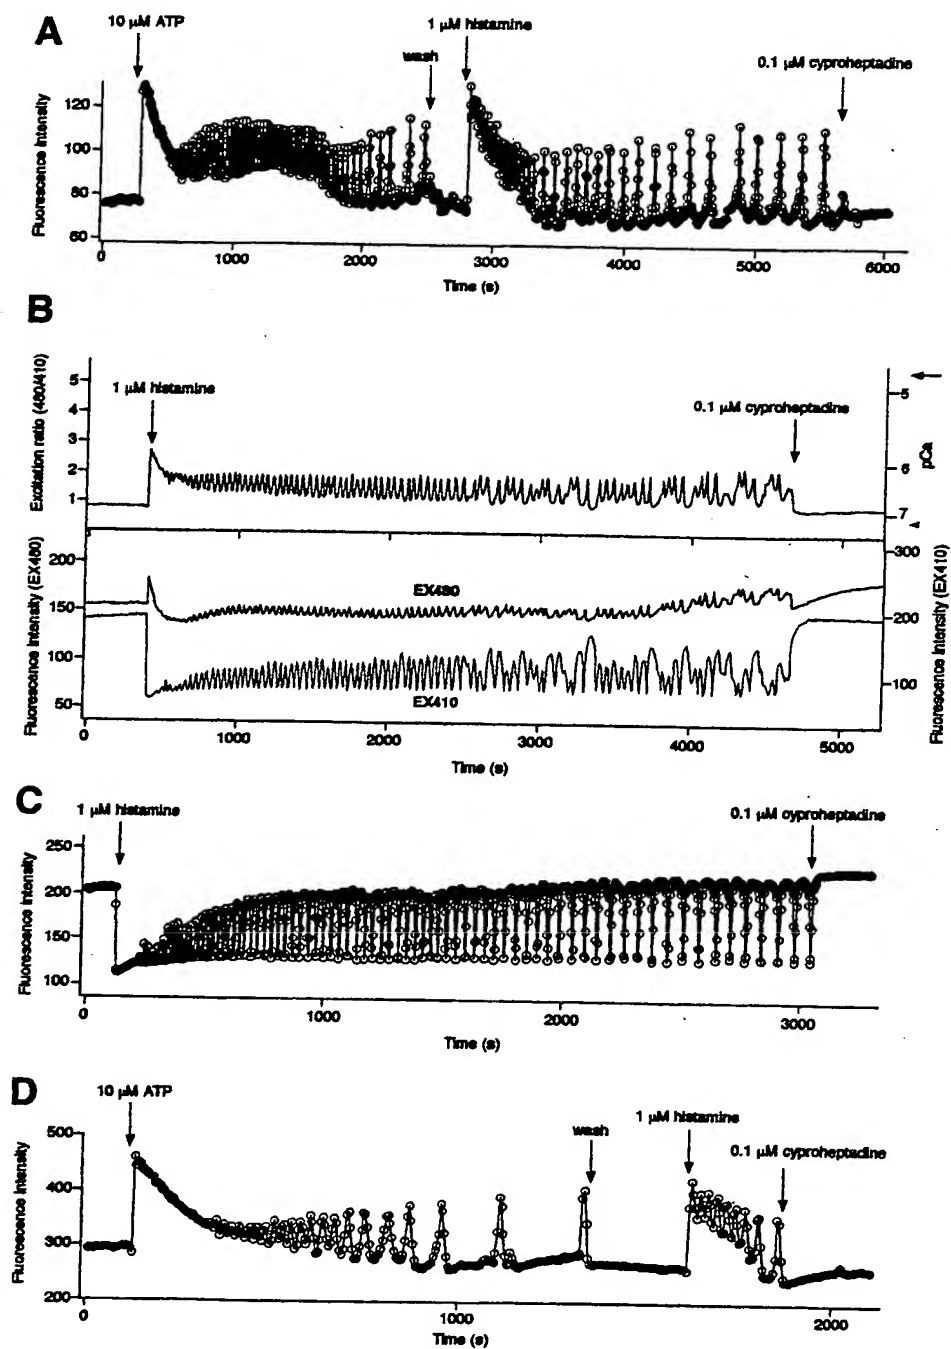 A
10 μM ATP
1 μM histamine
wash
0.1 μM cyproheptadine
Fluorescence Intensity
120
100
80
60
0 1000 2000 3000 4000 5000 6000
Time (s)
B
Excitation ratio (480/410)
5
4
3
2
1
1 μM histamine
0.1 μM cyproheptadine
5
6
7
pCa
Fluorescence Intensity (EX480)
200
150
100
50
EX480
EX410
300
200
100
Fluorescence Intensity (EX410)
0 1000 2000 3000 4000 5000
Time (s)
C
1 μM histamine
0.1 μM cyproheptadine
Fluorescence Intensity
250
200
150
100
0 1000 2000 3000
Time (s)
D
10 μM ATP
wash
1 μM histamine
0.1 μM cyproheptadine
Fluorescence Intensity
500
400
300
200
0 1000 2000
Time (s)